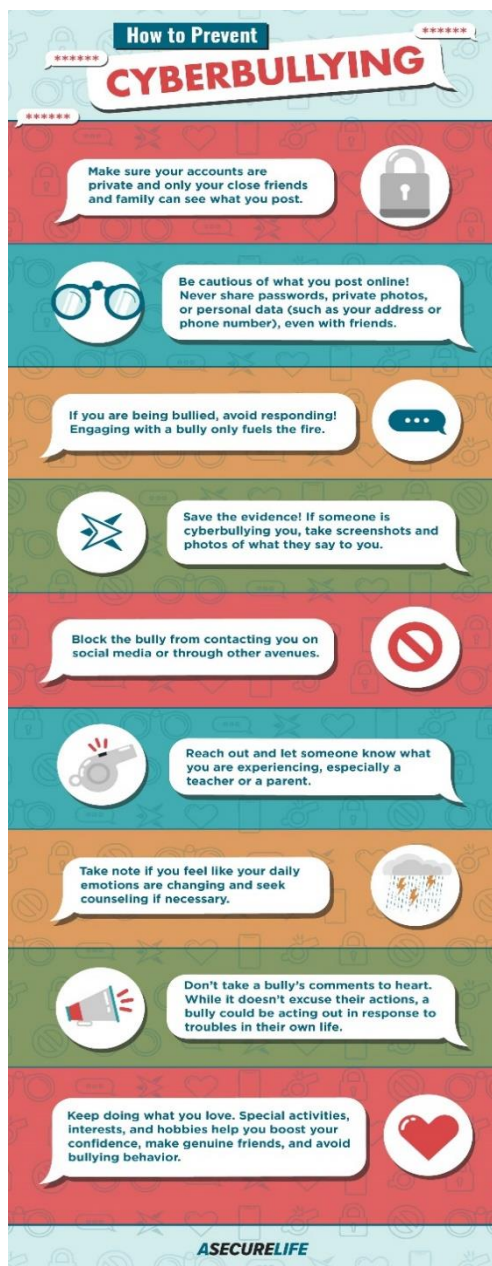 How to Prevent
******
******
CYBERBULLYING
******
Make sure your accounts are
private and only your close friends
and family can see what you post.
Be cautious of what you post online!
Never share passwords, private photos,
or personal data (such as your address or
phone number), even with friends.
If you are being bullied, avoid responding!
Engaging with a bully only fuels the fire.
Save the evidence! If someone is
cyberbullying you, take screenshots and
photos of what they say to you.
Block the bully from contacting you on
social media or through other avenues.
Reach out and let someone know what
you are experiencing, especially a
teacher or a parent.
Take note if you feel like your daily
emotions are changing and seek
counseling if necessary.
Don't take a bully's comments to heart.
While it doesn't excuse their actions, a
bully could be acting out in response to
troubles in their own life.
Keep doing what you love. Special activities,
interests, and hobbies help you boost your
confidence, make genuine friends, and avoid
bullying behavior.
ASECURELIFE